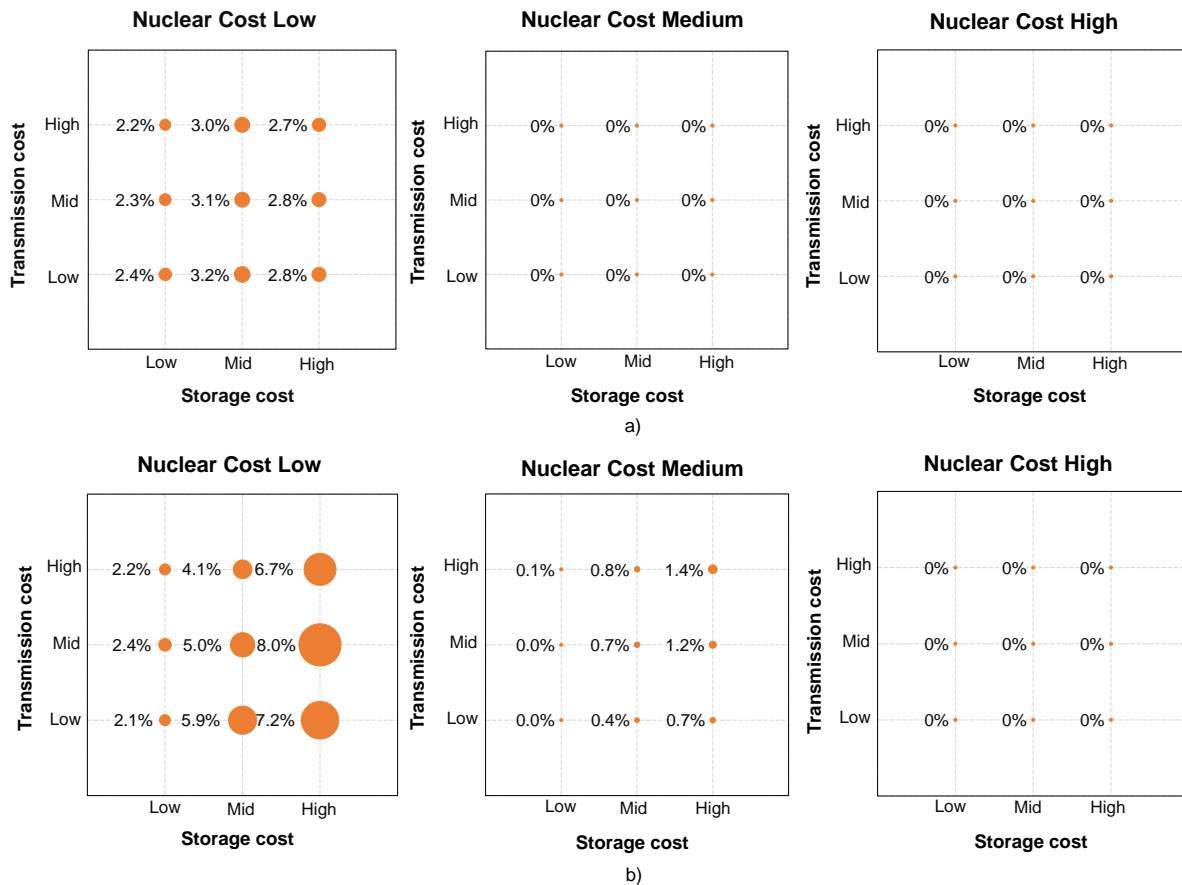 Nuclear Cost Low
Nuclear Cost Medium
Nuclear Cost High
Transmission cost
High
2.2%
3.0%
2.7%
Mid
2.3%
3.1%
2.8%
Low
2.4%
3.2%
2.8%
Low
Mid
High
Storage cost
Transmission cost
High
0%
0%
0%
Mid
0%
0%
0%
Low
0%
0%
0%
Low
Mid
High
Storage cost
Transmission cost
High
0%
0%
0%
Mid
0%
0%
0%
Low
0%
0%
0%
Low
Mid
High
Storage cost
a)
Nuclear Cost Low
Nuclear Cost Medium
Nuclear Cost High
Transmission cost
High
2.2%
4.1%
6.7%
Mid
2.4%
5.0%
8.0%
Low
2.1%
5.9%
7.2%
Low
Mid
High
Storage cost
Transmission cost
High
0.1%
0.8%
1.4%
Mid
0.0%
0.7%
1.2%
Low
0.0%
0.4%
0.7%
Low
Mid
High
Storage cost
Transmission cost
High
0%
0%
0%
Mid
0%
0%
0%
Low
0%
0%
0%
Low
Mid
High
Storage cost
b)